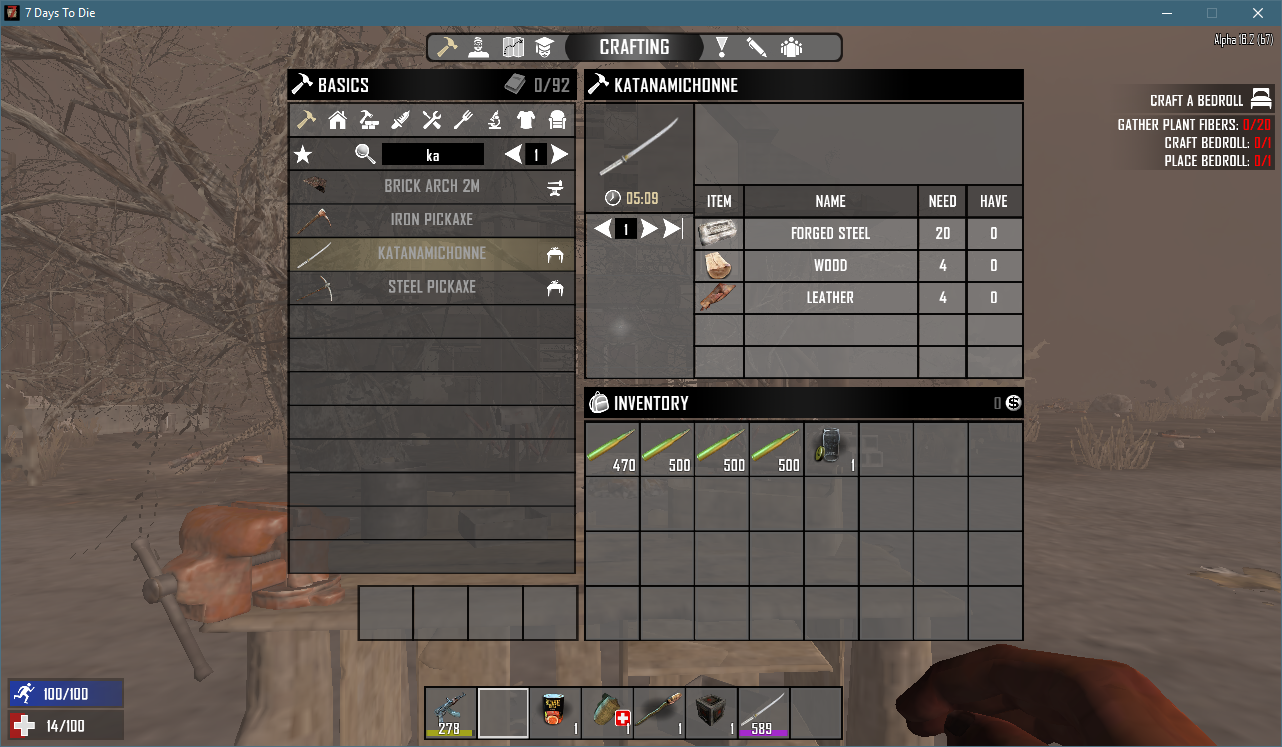 7 Days To Die
CRAFTING
Alpha 18.2 (b7)
BASICS
0/92
ka
1
BRICK ARCH 2M
IRON PICKAXE
KATANAMICHONNE
STEEL PICKAXE
KATANAMICHONNE
05:09
1
ITEM NAME NEED HAVE
FORGED STEEL 20 0
WOOD 4 0
LEATHER 4 0
CRAFT A BEDROLL
GATHER PLANT FIBERS: 0/20
CRAFT BEDROLL: 0/1
PLACE BEDROLL: 0/1
INVENTORY
0
470 500 500 500 1
100/100
14/100
278 1 1 1 1 589